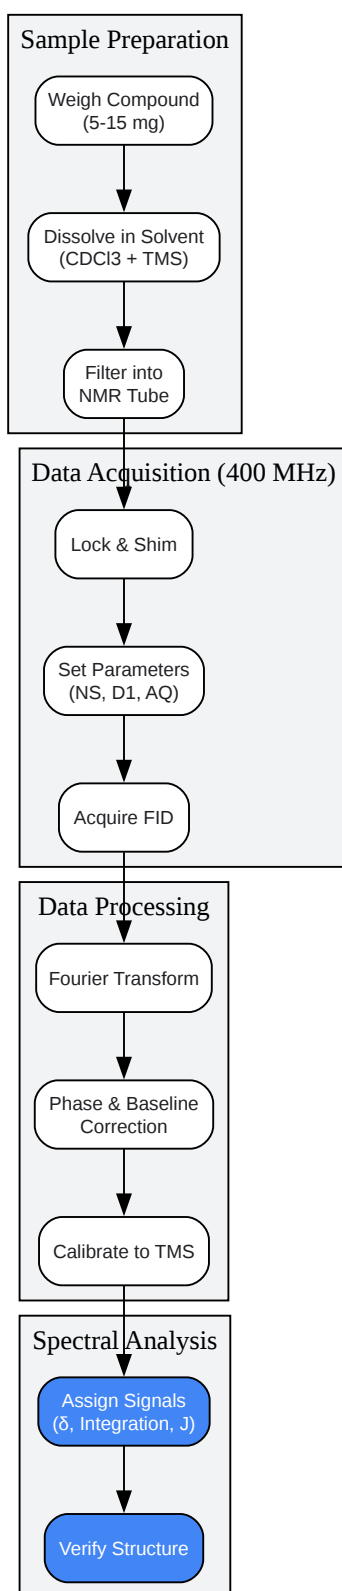 Sample Preparation
Weigh Compound
(5-15 mg)
Dissolve in Solvent
(CDCl3 + TMS)
Filter into
NMR Tube
Data Acquisition (400 MHz)
Lock & Shim
Set Parameters
(NS, D1, AQ)
Acquire FID
Data Processing
Fourier Transform
Phase & Baseline
Correction
Calibrate to TMS
Spectral Analysis
Assign Signals
(δ, Integration, J)
Verify Structure